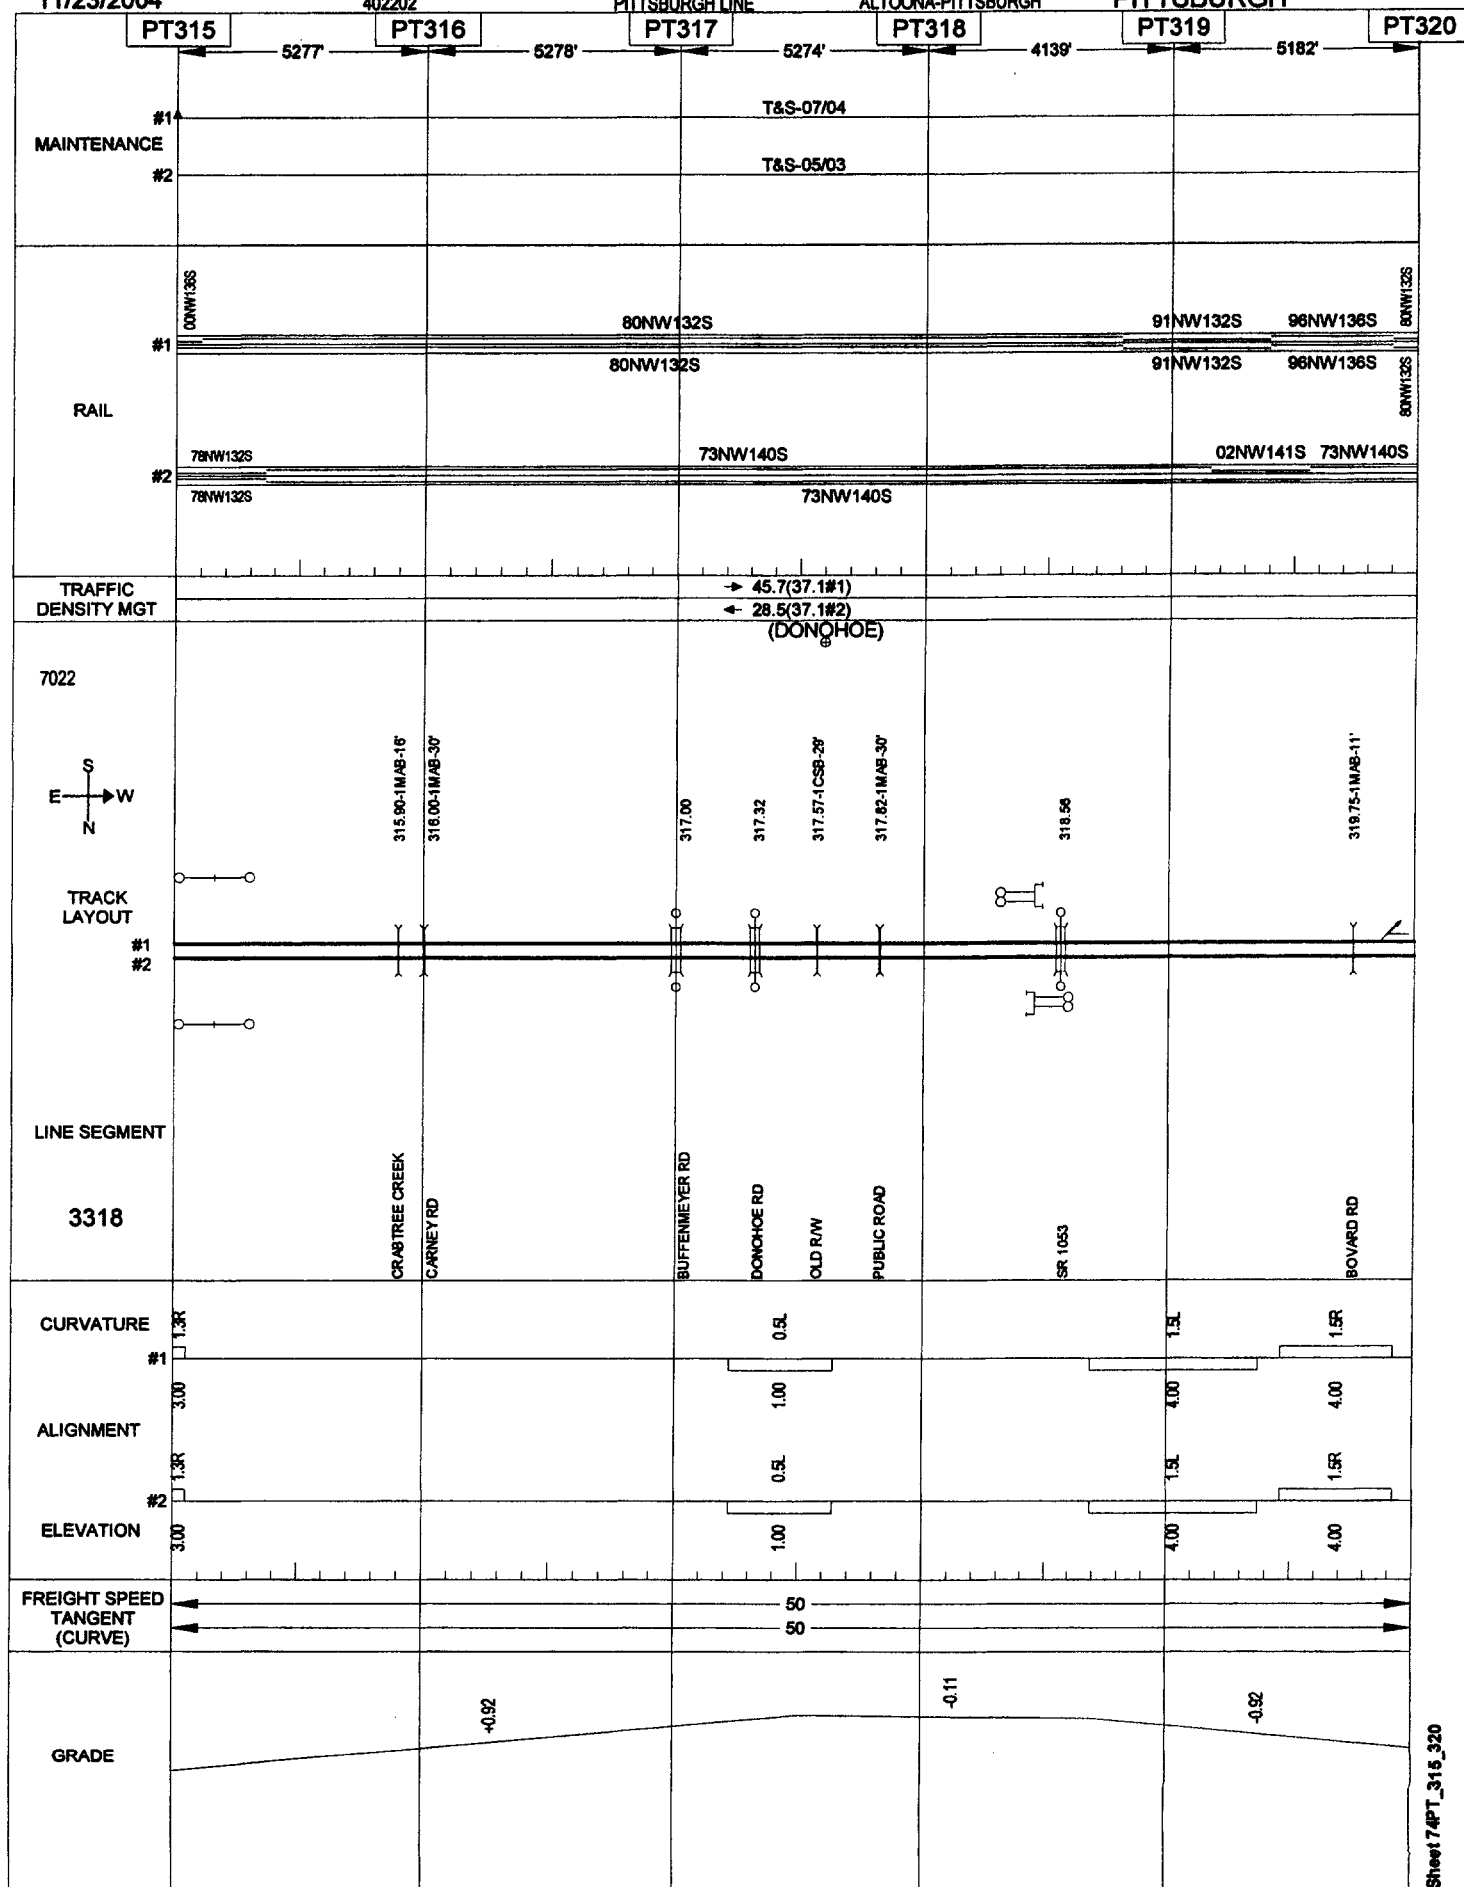 11/23/2004 402202 PITTSBURGH LINE ALTOONA-PITTSBURGH PITTSBURGH
PT315 PT316 PT317 PT318 PT319 PT320
5277' 5278' 5274' 4139' 5182'
#1 T&S-07/04
MAINTENANCE
#2 T&S-05/03
00NW136S 80NW132S
80NW132S 91NW132S 96NW136S
#1
80NW132S 91NW132S 96NW136S
80NW132S
RAIL
78NW132S 73NW140S 02NW141S 73NW140S
#2
78NW132S 73NW140S
TRAFFIC
DENSITY MGT
45.7(37.1#1)
28.5(37.1#2)
(DONOHOE)
7022
S
E W
N
315.90-1MAB-16'
316.00-1MAB-30'
317.00
317.32
317.57-1CSB-29'
317.82-1MAB-30'
318.56
319.75-1MAB-11'
TRACK
LAYOUT
#1
#2
LINE SEGMENT
3318
CRABTREE CREEK
CARNEY RD
BUFFENMEYER RD
DONOHOE RD
OLD R/W
PUBLIC ROAD
SR 1053
BOVARD RD
CURVATURE 1.3R 0.5L 1.5L 1.5R
#1
3.00 1.00 4.00 4.00
ALIGNMENT
1.3R 0.5L 1.5L 1.5R
#2
ELEVATION 3.00 1.00 4.00 4.00
FREIGHT SPEED
TANGENT
(CURVE)
50
50
GRADE
+0.92 -0.11 -0.92
Sheet 74PT_315_320